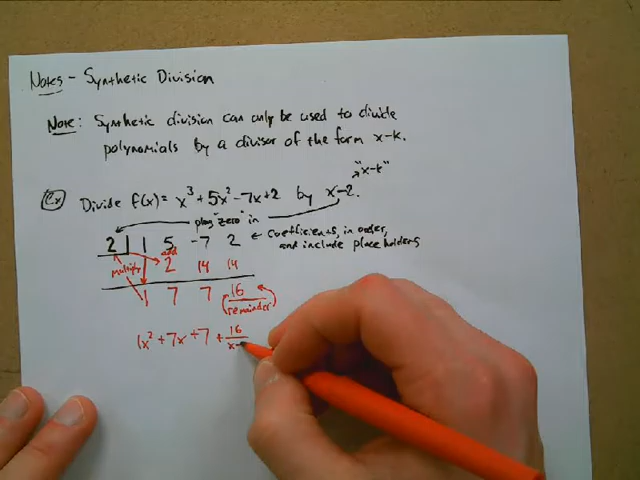 Notes - Synthetic Division
Note: Synthetic division can only be used to divide
polynomials by a divisor of the form x-k.
"x-k"
Ex Divide f(x) = x³ + 5x² - 7x + 2 by x-2.
plug "zero" in
2 1 5 -7 2 ← coefficients, in order,
and include place holders
add
multiply 2 14 14
1 7 7 16
remainder
1x² + 7x + 7 + 16/x-